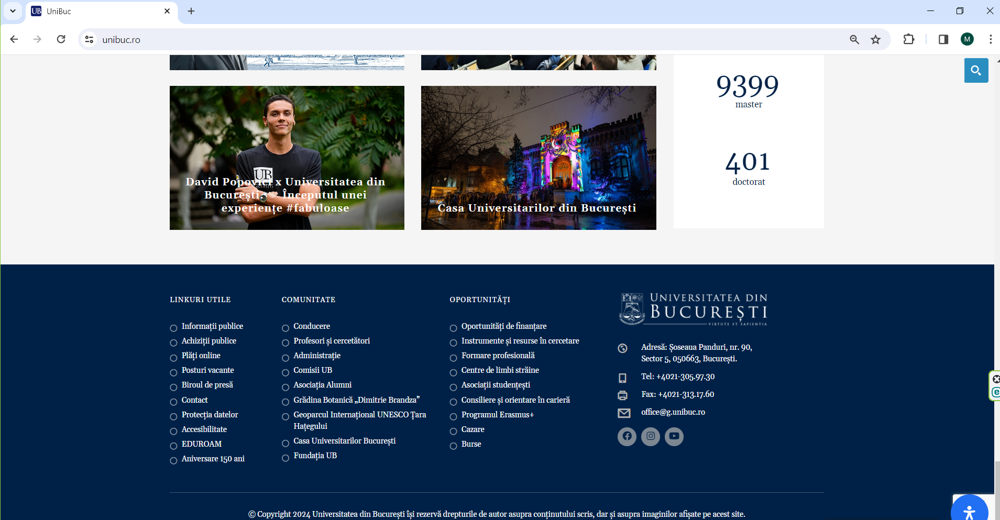 UB UniBuc
unibuc.ro
M
9399
master
401
doctorat
UB
BUCUREȘTI
David Popovici x Universitatea din
București – Începutul unei
experiențe #fabuloase
Casa Universitarilor din București
LINKURI UTILE
Informații publice
Achiziții publice
Plăți online
Posturi vacante
Biroul de presă
Contact
Protecția datelor
Accesibilitate
EDUROAM
Aniversare 150 ani
COMUNITATE
Conducere
Profesori și cercetători
Administrație
Comisii UB
Asociația Alumni
Grădina Botanică „Dimitrie Brandza”
Geoparcul Internațional UNESCO Țara
Hațegului
Casa Universitarilor București
Fundația UB
OPORTUNITĂȚI
Oportunități de finanțare
Instrumente și resurse în cercetare
Formare profesională
Centre de limbi străine
Asociații studențești
Consiliere și orientare în carieră
Programul Erasmus+
Cazare
Burse
UNIVERSITATEA DIN
BUCUREȘTI
VIRTUTE ET SAPIENTIA
Adresă: Șoseaua Panduri, nr. 90,
Sector 5, 050663, București.
Tel: +4021-305.97.30
Fax: +4021-313.17.60
office@g.unibuc.ro
© Copyright 2024 Universitatea din București își rezervă drepturile de autor asupra conținutului scris, dar și asupra imaginilor afișate pe acest site.